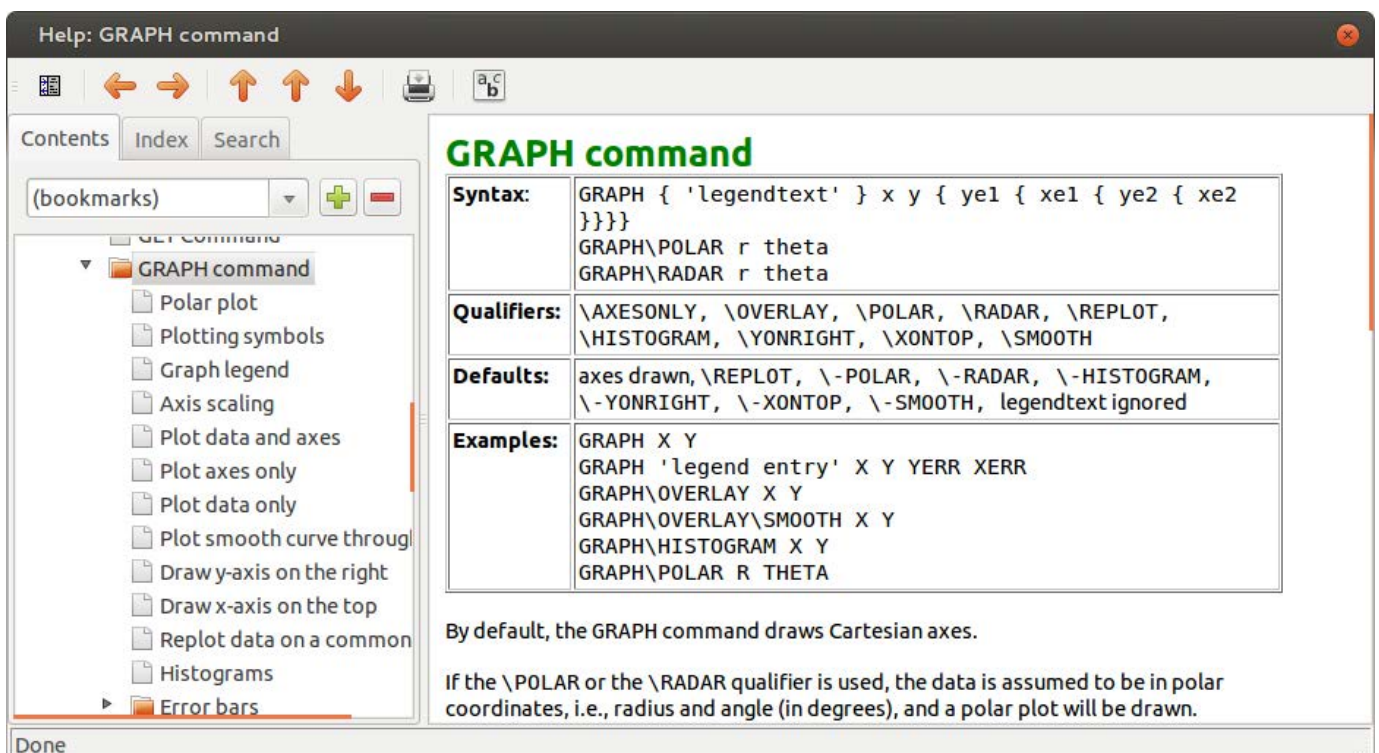 Help: GRAPH command
a b c
Contents Index Search
(bookmarks)
GET Command
GRAPH command
Polar plot
Plotting symbols
Graph legend
Axis scaling
Plot data and axes
Plot axes only
Plot data only
Plot smooth curve throug
Draw y-axis on the right
Draw x-axis on the top
Replot data on a common
Histograms
Error bars
GRAPH command
Syntax: GRAPH { 'legendtext' } x y { ye1 { xe1 { ye2 { xe2
}}}}
GRAPH\POLAR r theta
GRAPH\RADAR r theta
Qualifiers: \AXESONLY, \OVERLAY, \POLAR, \RADAR, \REPLOT,
\HISTOGRAM, \YONRIGHT, \XONTOP, \SMOOTH
Defaults: axes drawn, \REPLOT, \-POLAR, \-RADAR, \-HISTOGRAM,
\-YONRIGHT, \-XONTOP, \-SMOOTH, legendtext ignored
Examples: GRAPH X Y
GRAPH 'legend entry' X Y YERR XERR
GRAPH\OVERLAY X Y
GRAPH\OVERLAY\SMOOTH X Y
GRAPH\HISTOGRAM X Y
GRAPH\POLAR R THETA
By default, the GRAPH command draws Cartesian axes.
If the \POLAR or the \RADAR qualifier is used, the data is assumed to be in polar
coordinates, i.e., radius and angle (in degrees), and a polar plot will be drawn.
Done